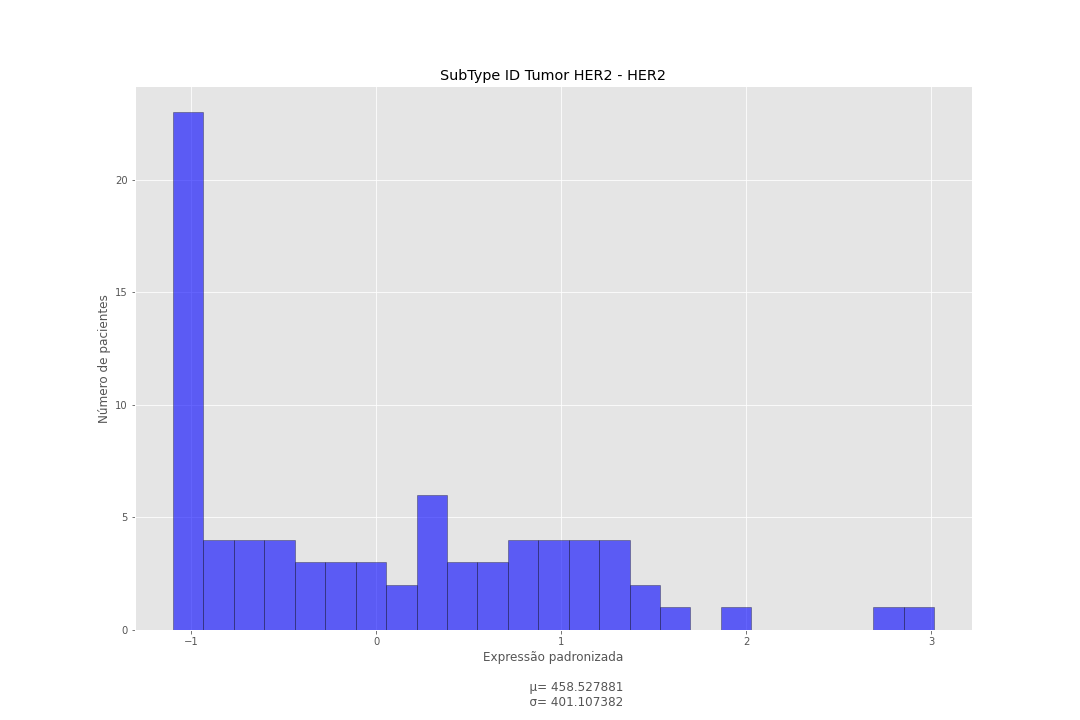 SubType ID Tumor HER2 - HER2
Número de pacientes
20
15
10
5
0
−1 0 1 2 3
Expressão padronizada
μ= 458.527881
σ= 401.107382